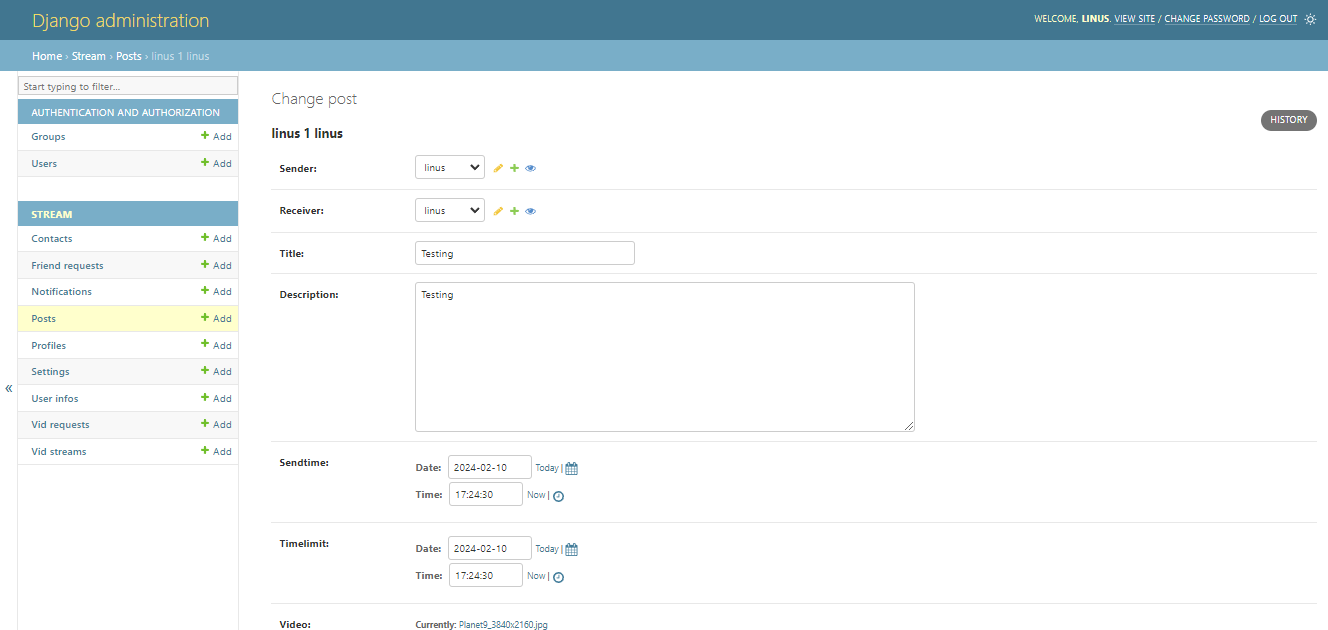 Django administration
WELCOME, LINUS. VIEW SITE / CHANGE PASSWORD / LOG OUT
Home › Stream › Posts › linus 1 linus
Start typing to filter...
AUTHENTICATION AND AUTHORIZATION
Groups + Add
Users + Add
STREAM
Contacts + Add
Friend requests + Add
Notifications + Add
Posts + Add
Profiles + Add
Settings + Add
User infos + Add
Vid requests + Add
Vid streams + Add
«
Change post
HISTORY
linus 1 linus
Sender: linus
Receiver: linus
Title: Testing
Description: Testing
Sendtime: Date: 2024-02-10 Today |
Time: 17:24:30 Now |
Timelimit: Date: 2024-02-10 Today |
Time: 17:24:30 Now |
Video: Currently: Planet9_3840x2160.jpg